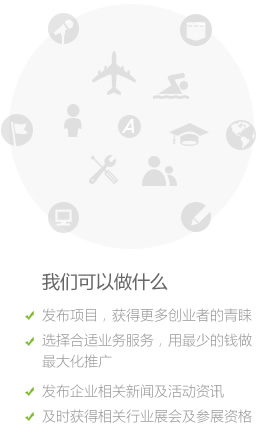 A
我们可以做什么
发布项目，获得更多创业者的青睐
选择合适业务服务，用最少的钱做
最大化推广
发布企业相关新闻及活动资讯
及时获得相关行业展会及参展资格